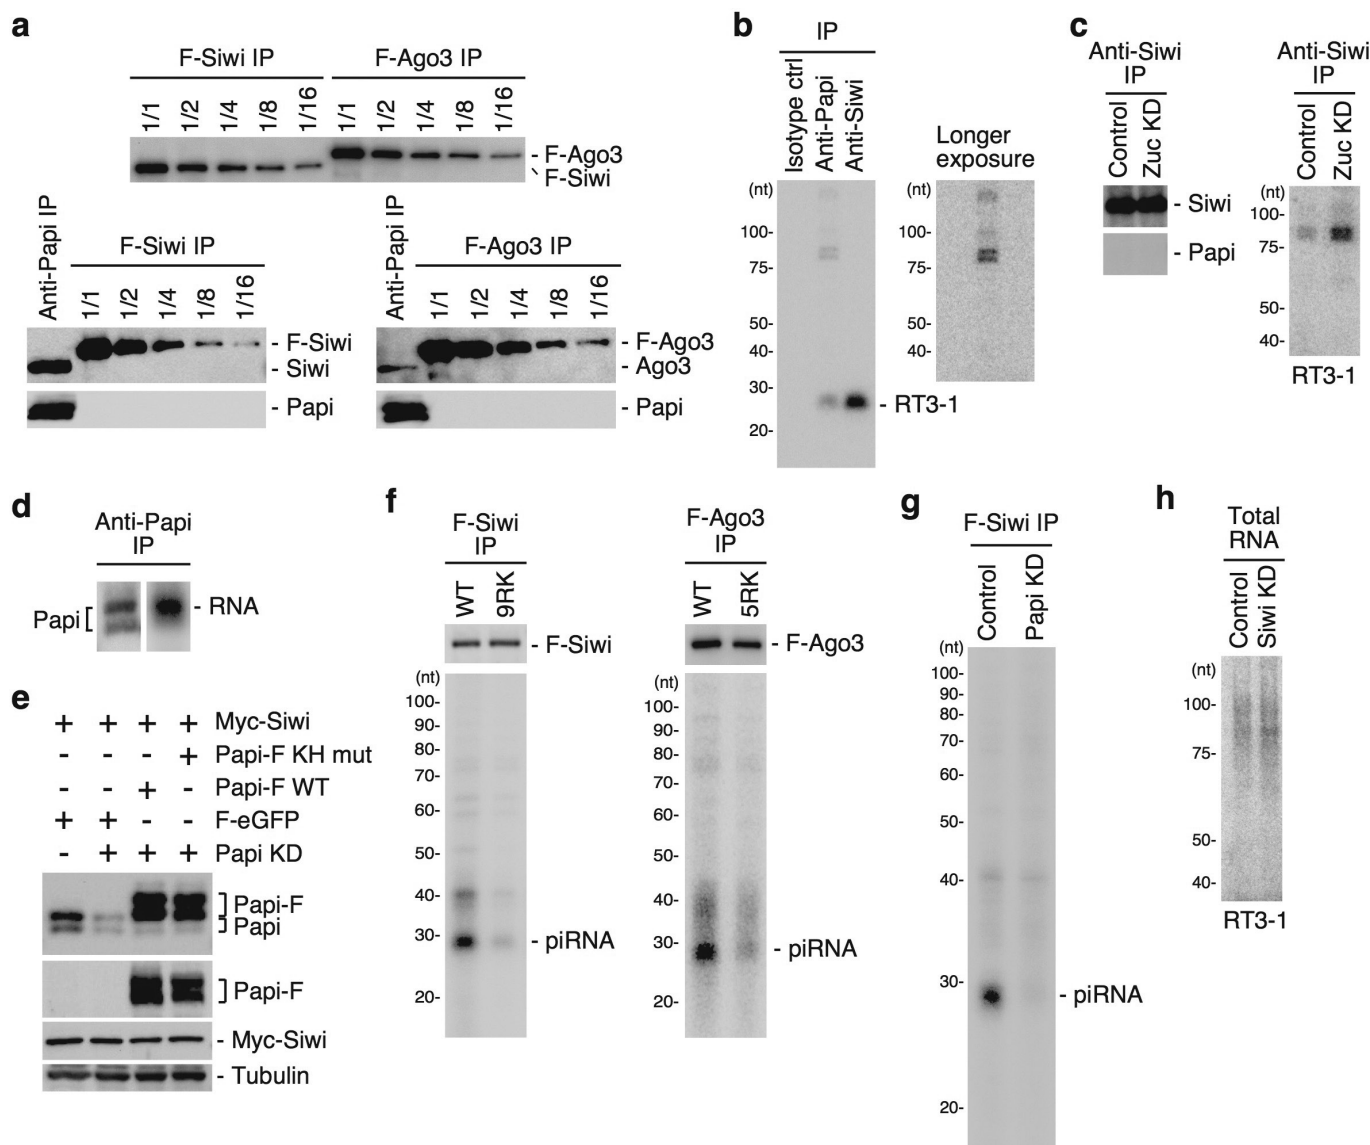 a
F-Siwi IP
F-Ago3 IP
1/1 1/2 1/4 1/8 1/16 1/1 1/2 1/4 1/8 1/16
- F-Ago3
F-Siwi
Anti-Papi IP
F-Siwi IP
1/1 1/2 1/4 1/8 1/16
- F-Siwi
- Siwi
- Papi
Anti-Papi IP
F-Ago3 IP
1/1 1/2 1/4 1/8 1/16
- F-Ago3
- Ago3
- Papi
b
IP
Isotype ctrl
Anti-Papi
Anti-Siwi
(nt)
100-
75-
50-
40-
30-
20-
- RT3-1
Longer
exposure
(nt)
100-
75-
50-
40-
c
Anti-Siwi
IP
Control
Zuc KD
- Siwi
- Papi
Anti-Siwi
IP
Control
Zuc KD
(nt)
100-
75-
50-
40-
RT3-1
d
Anti-Papi
IP
Papi [
- RNA
e
+ + + + Myc-Siwi
- - - + Papi-F KH mut
- - + - Papi-F WT
+ + - - F-eGFP
- + + + Papi KD
] Papi-F
] Papi
] Papi-F
- Myc-Siwi
- Tubulin
f
F-Siwi
IP
WT
9RK
- F-Siwi
(nt)
100-
90-
80-
70-
60-
50-
40-
30-
20-
- piRNA
F-Ago3
IP
WT
5RK
- F-Ago3
(nt)
100-
90-
80-
70-
60-
50-
40-
30-
20-
- piRNA
g
F-Siwi IP
Control
Papi KD
(nt)
100-
90-
80-
70-
60-
50-
40-
30-
20-
- piRNA
h
Total
RNA
Control
Siwi KD
(nt)
100-
75-
50-
40-
RT3-1